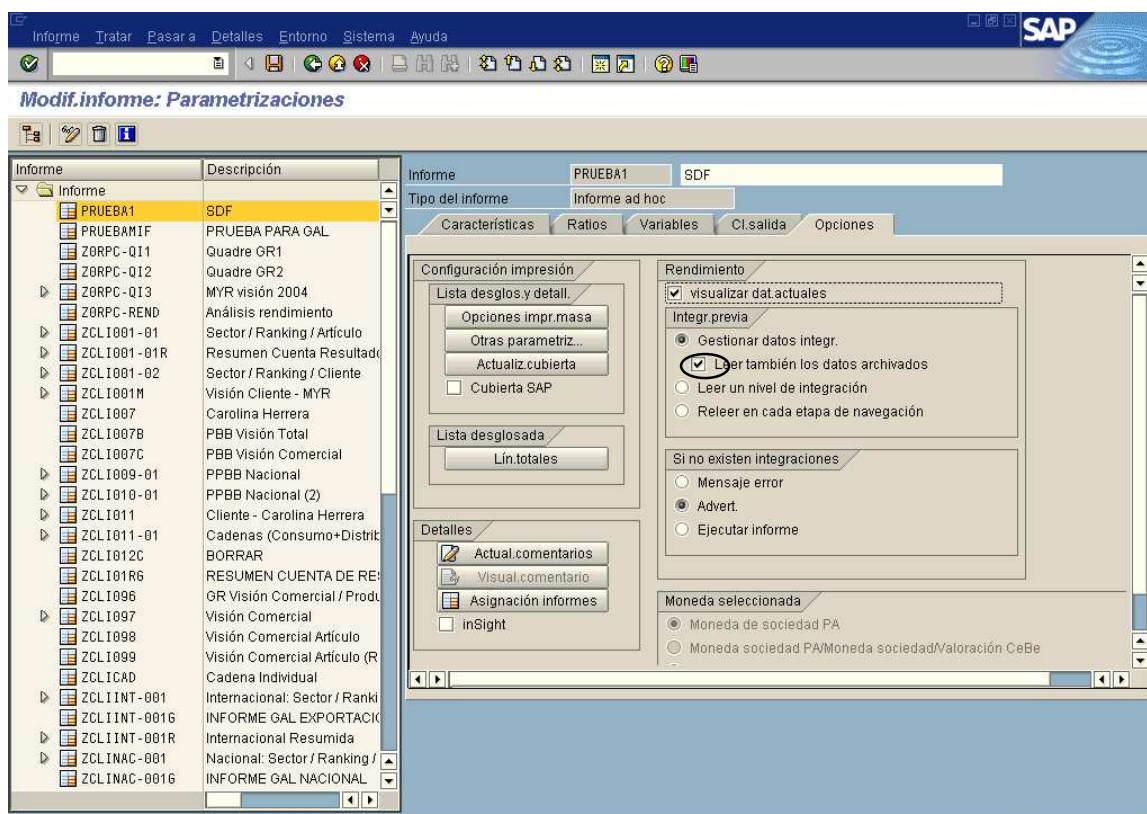 Informe Tratar Pasar a Detalles Entorno Sistema Ayuda
SAP
Modif.informe: Parametrizaciones
Informe Descripción
Informe
PRUEBA1 SDF
PRUEBAMIF PRUEBA PARA GAL
Z0RPC-QI1 Quadre GR1
Z0RPC-QI2 Quadre GR2
Z0RPC-QI3 MYR visión 2004
Z0RPC-REND Análisis rendimiento
ZCLI001-01 Sector / Ranking / Artículo
ZCLI001-01R Resumen Cuenta Resultado
ZCLI001-02 Sector / Ranking / Cliente
ZCLI001M Visión Cliente - MYR
ZCLI007 Carolina Herrera
ZCLI007B PBB Visión Total
ZCLI007C PBB Visión Comercial
ZCLI009-01 PPBB Nacional
ZCLI010-01 PPBB Nacional (2)
ZCLI011 Cliente - Carolina Herrera
ZCLI011-01 Cadenas (Consumo+Distrib
ZCLI012C BORRAR
ZCLI01R6 RESUMEN CUENTA DE RES
ZCLI096 GR Visión Comercial / Produ
ZCLI097 Visión Comercial
ZCLI098 Visión Comercial Artículo
ZCLI099 Visión Comercial Artículo (R
ZCLICAD Cadena Individual
ZCLIINT-001 Internacional: Sector / Ranki
ZCLIINT-001G INFORME GAL EXPORTACIO
ZCLIINT-001R Internacional Resumida
ZCLINAC-001 Nacional: Sector / Ranking /
ZCLINAC-001G INFORME GAL NACIONAL
Informe PRUEBA1 SDF
Tipo del informe Informe ad hoc
Características Ratios Variables Cl.salida Opciones
Configuración impresión
Lista desglos.y detall.
Opciones impr.masa
Otras parametriz...
Actualiz.cubierta
Cubierta SAP
Lista desglosada
Lín.totales
Detalles
Actual.comentarios
Visual.comentario
Asignación informes
inSight
Rendimiento
visualizar dat.actuales
Integr.previa
Gestionar datos integr.
Leer también los datos archivados
Leer un nivel de integración
Releer en cada etapa de navegación
Si no existen integraciones
Mensaje error
Advert.
Ejecutar informe
Moneda seleccionada
Moneda de sociedad PA
Moneda sociedad PA/Moneda sociedad/Valoración CeBe